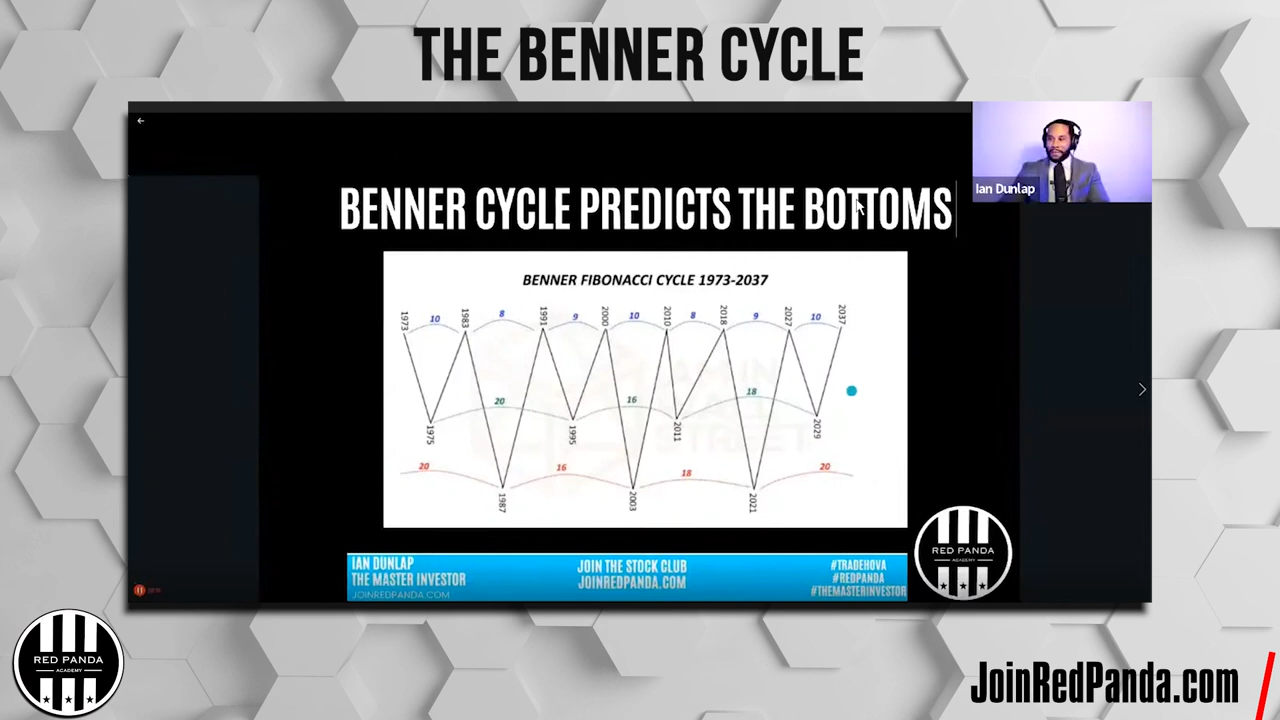 THE BENNER CYCLE
Ian Dunlap
BENNER CYCLE PREDICTS THE BOTTOMS
BENNER FIBONACCI CYCLE 1973-2037
1973
10
1983
8
1991
9
2000
10
2010
8
2018
9
2027
10
2037
20
16
18
1975
1995
2011
2029
20
16
18
20
1987
2003
2021
RED PANDA
ACADEMY
IAN DUNLAP
THE MASTER INVESTOR
JOINREDPANDA.COM
JOIN THE STOCK CLUB
JOINREDPANDA.COM
#TRADEHOVA
#REDPANDA
#THEMASTERINVESTOR
RED PANDA
ACADEMY
JoinRedPanda.com